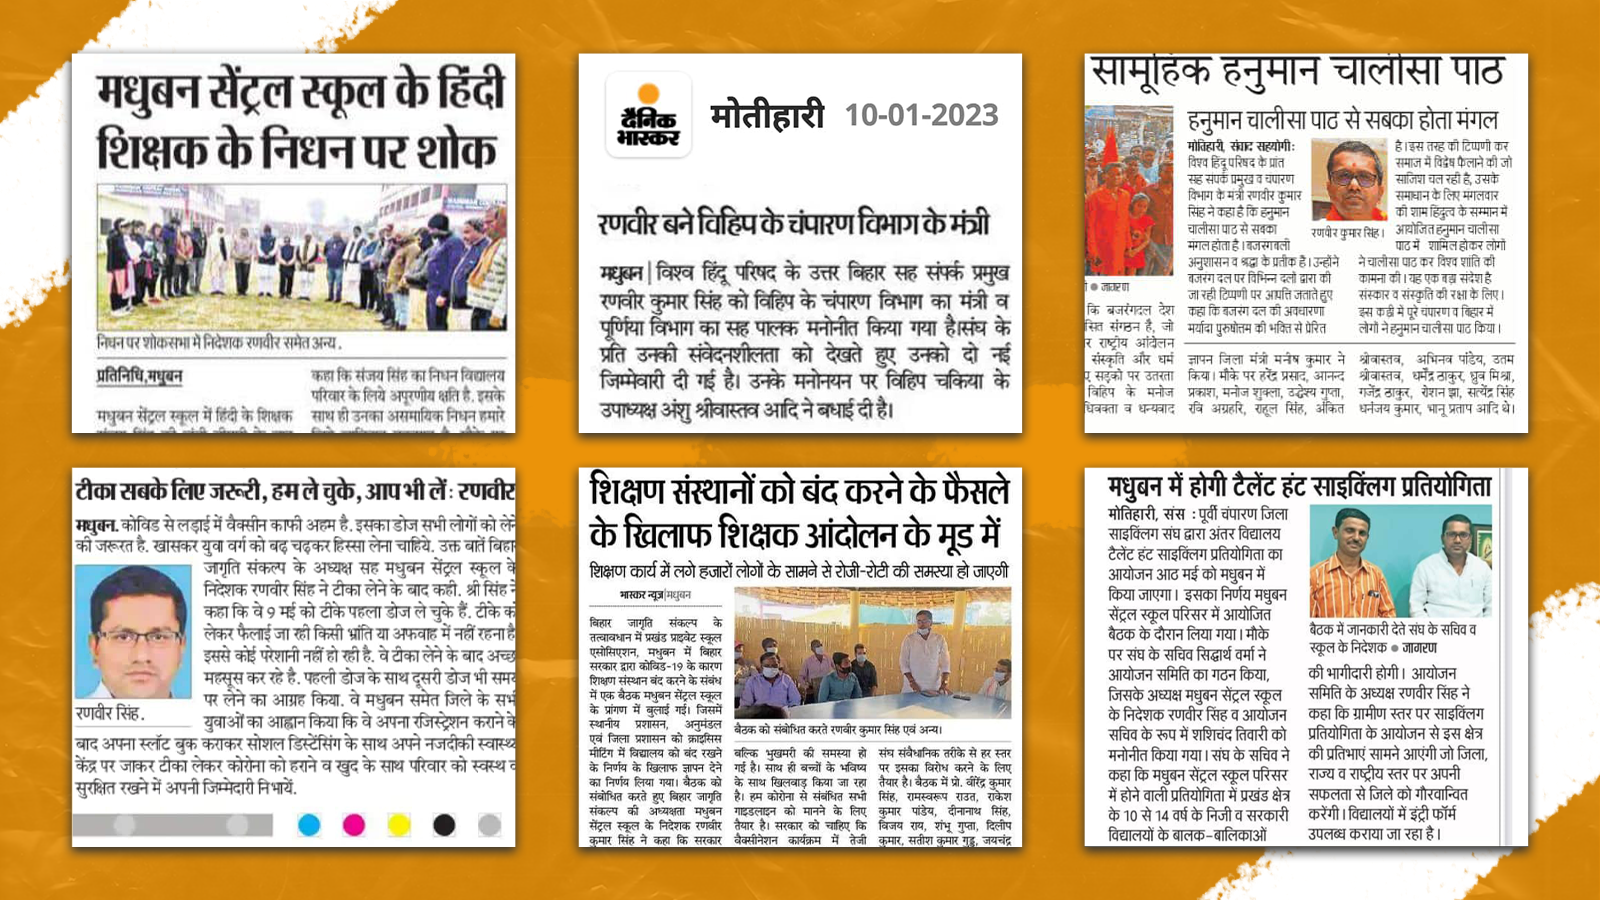 मधुबन सेंट्रल स्कूल के हिंदी
शिक्षक के निधन पर शोक
निधन पर शोकसभा में निदेशक रणवीर समेत अन्य.
प्रतिनिधि,मधुबन
मधुबन सेंट्रल स्कूल में हिंदी के शिक्षक
कहा कि संजय सिंह का निधन विद्यालय
परिवार के लिये अपूरणीय क्षति है. इसके
साथ ही उनका असमायिक निधन हमारे
दैनिक
भास्कर
मोतीहारी 10-01-2023
रणवीर बने विहिप के चंपारण विभाग के मंत्री
मधुबन | विश्व हिंदू परिषद के उत्तर बिहार सह संपर्क प्रमुख
रणवीर कुमार सिंह को विहिप के चंपारण विभाग का मंत्री व
पूर्णिया विभाग का सह पालक मनोनीत किया गया है।संघ के
प्रति उनकी संवेदनशीलता को देखते हुए उनको दो नई
जिम्मेवारी दी गई है। उनके मनोनयन पर विहिप चकिया के
उपाध्यक्ष अंशु श्रीवास्तव आदि ने बधाई दी है।
सामूहिक हनुमान चालीसा पाठ
हनुमान चालीसा पाठ से सबका होता मंगल
मोतिहारी, संवाद सहयोगी:
विश्व हिंदू परिषद के प्रांत
सह संपर्क प्रमुख व चंपारण
विभाग के मंत्री रणवीर कुमार
सिंह ने कहा है कि हनुमान
चालीसा पाठ से सबका
मंगल होता है। बजरंगबली
अनुशासन व श्रद्धा के प्रतीक है। उन्होंने
बजरंग दल पर विभिन्न दलों द्वारा की
जा रही टिप्पणी पर आपत्ति जताते हुए
कहा कि बजरंग दल की अवधारणा
मर्यादा पुरुषोत्तम की भक्ति से प्रेरित
रणवीर कुमार सिंह।
है। इस तरह की टिप्पणी कर
समाज में विद्वेष फैलाने की जो
साजिश चल रही है, उसके
समाधान के लिए मंगलवार
की शाम हिंदुत्व के सम्मान में
आयोजित हनुमान चालीसा
पाठ में शामिल होकर लोगों
ने चालीसा पाठ कर विश्व शांति की
कामना की। यह एक बड़ा संदेश है
संस्कार व संस्कृति की रक्षा के लिए।
इस कड़ी में पूरे चंपारण व बिहार में
लोगों ने हनुमान चालीसा पाठ किया।
● जागरण
कि बजरंगदल देश
सित संगठन है, जो
र राष्ट्रीय आंदोलन
संस्कृति और धर्म
सड़कों पर उतरता
विहिप के मनोज
धिवक्ता व धन्यवाद
ज्ञापन जिला मंत्री मनीष कुमार ने
किया। मौके पर हरेंद्र प्रसाद, आनन्द
प्रकाश, मनोज शुक्ला, उद्धेश्य गुप्ता,
रवि अग्रहरि, राहुल सिंह, अंकित
श्रीवास्तव, अभिनव पांडेय, उतम
श्रीवास्तव, धर्मेंद्र ठाकुर, ध्रुव मिश्रा,
गजेंद्र ठाकुर, रोशन झा, सत्येंद्र सिंह
धनंजय कुमार, भानू प्रताप आदि थे।
टीका सबके लिए जरूरी, हम ले चुके, आप भी लें : रणवीर
मधुबन. कोविड से लड़ाई में वैक्सीन काफी अहम है. इसका डोज सभी लोगों को लेने
की जरूरत है. खासकर युवा वर्ग को बढ़ चढ़कर हिस्सा लेना चाहिये. उक्त बातें बिहार
जागृति संकल्प के अध्यक्ष सह मधुबन सेंट्रल स्कूल के
निदेशक रणवीर सिंह ने टीका लेने के बाद कही. श्री सिंह ने
कहा कि वे 9 मई को टीके पहला डोज ले चुके हैं. टीके को
लेकर फैलाई जा रही किसी भ्रांति या अफवाह में नहीं रहना है
इससे कोई परेशानी नहीं हो रही है. वे टीका लेने के बाद अच्छा
महसूस कर रहे है. पहली डोज के साथ दूसरी डोज भी समय
पर लेने का आग्रह किया. वे मधुबन समेत जिले के सभी
युवाओं का आह्वान किया कि वे अपना रजिस्ट्रेशन कराने के
रणवीर सिंह.
बाद अपना स्लॉट बुक कराकर सोशल डिस्टेंसिंग के साथ अपने नजदीकी स्वास्थ्य
केंद्र पर जाकर टीका लेकर कोरोना को हराने व खुद के साथ परिवार को स्वस्थ व
सुरक्षित रखने में अपनी जिम्मेदारी निभायें.
शिक्षण संस्थानों को बंद करने के फैसले
के खिलाफ शिक्षक आंदोलन के मूड में
शिक्षण कार्य में लगे हजारों लोगों के सामने से रोजी-रोटी की समस्या हो जाएगी
भास्कर न्यूज|मधुबन
बिहार जागृति संकल्प के
तत्वावधान में प्रखंड प्राइवेट स्कूल
एसोसिएशन, मधुबन में बिहार
सरकार द्वारा कोविड-19 के कारण
शिक्षण संस्थान बंद करने के संबंध
में एक बैठक मधुबन सेंट्रल स्कूल
के प्रांगण में बुलाई गई। जिसमें
स्थानीय प्रशासन, अनुमंडल
एवं जिला प्रशासन को क्राइसिस
मीटिंग में विद्यालय को बंद रखने
के निर्णय के खिलाफ ज्ञापन देने
का निर्णय लिया गया। बैठक को
संबोधित करते हुए बिहार जागृति
संकल्प की अध्यक्षता मधुबन
सेंट्रल स्कूल के निदेशक रणवीर
कुमार सिंह ने कहा कि सरकार
बैठक को संबोधित करते रणवीर कुमार सिंह एवं अन्य।
बल्कि भुखमरी की समस्या हो
गई है। साथ ही बच्चों के भविष्य
के साथ खिलवाड़ किया जा रहा
है। हम कोरोना से संबंधित सभी
गाइडलाइन को मानने के लिए
तैयार है। सरकार को चाहिए कि
वैक्सीनेशन कार्यक्रम में तेजी
संघ संवैधानिक तरीके से हर स्तर
पर इसका विरोध करने के लिए
तैयार है। बैठक में प्रो. वीरेंद्र कुमार
सिंह, रामस्वरूप राउत, राकेश
कुमार पांडेय, दीनानाथ सिंह,
विजय राय, शंभू गुप्ता, दिलीप
कुमार, सतीश कुमार गुड्डू, जयचंद्र
मधुबन में होगी टैलेंट हंट साइक्लिंग प्रतियोगिता
मोतिहारी, संस : पूर्वी चंपारण जिला
साइक्लिंग संघ द्वारा अंतर विद्यालय
टैलेंट हंट साइक्लिंग प्रतियोगिता का
आयोजन आठ मई को मधुबन में
किया जाएगा। इसका निर्णय मधुबन
सेंट्रल स्कूल परिसर में आयोजित
बैठक के दौरान लिया गया। मौके
पर संघ के सचिव सिद्धार्थ वर्मा ने
आयोजन समिति का गठन किया,
जिसके अध्यक्ष मधुबन सेंट्रल स्कूल
के निदेशक रणवीर सिंह व आयोजन
सचिव के रूप में शशिचंद तिवारी को
मनोनीत किया गया। संघ के सचिव ने
कहा कि मधुबन सेंट्रल स्कूल परिसर
में होने वाली प्रतियोगिता में प्रखंड क्षेत्र
के 10 से 14 वर्ष के निजी व सरकारी
विद्यालयों के बालक-बालिकाओं
बैठक में जानकारी देते संघ के सचिव व
स्कूल के निदेशक ● जागरण
की भागीदारी होगी। आयोजन
समिति के अध्यक्ष रणवीर सिंह ने
कहा कि ग्रामीण स्तर पर साइक्लिंग
प्रतियोगिता के आयोजन से इस क्षेत्र
की प्रतिभाएं सामने आएंगी जो जिला,
राज्य व राष्ट्रीय स्तर पर अपनी
सफलता से जिले को गौरवान्वित
करेंगी। विद्यालयों में इंट्री फॉर्म
उपलब्ध कराया जा रहा है।